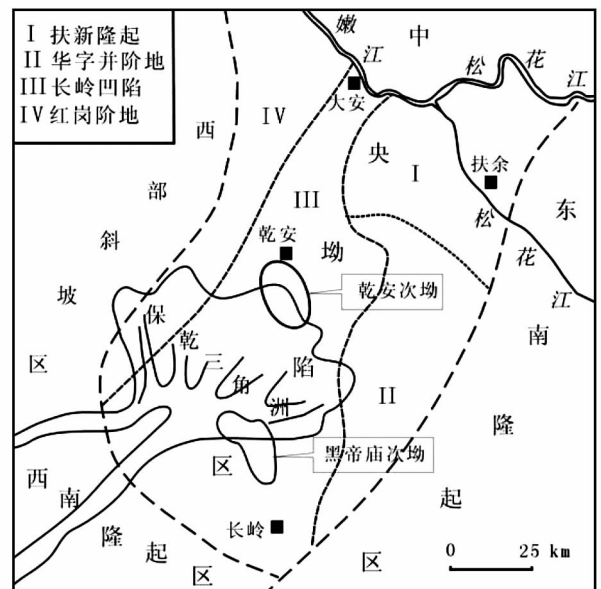 I 扶新隆起
II 华字井阶地
III 长岭凹陷
IV 红岗阶地
嫩江
中央坳陷区
松花江
大安
IV
西部斜坡区
I
扶余
松花江
东南隆起区
III
乾安
乾安次坳
保乾三角洲
II
黑帝庙次坳
西南隆起区
长岭
0 25 km